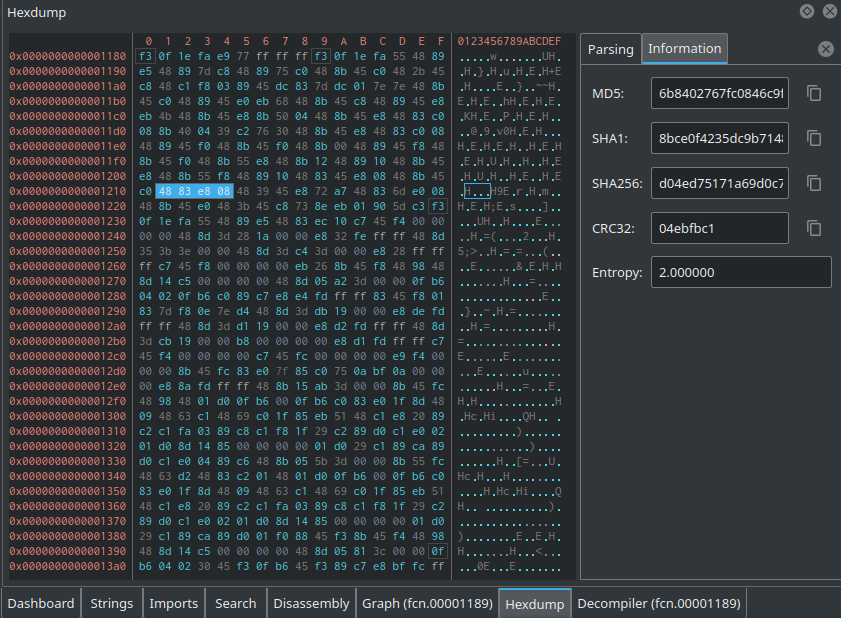 Hexdump
0 1 2 3 4 5 6 7 8 9 A B C D E F 0123456789ABCDEF
0x0000000000001180 f3 0f 1e fa e9 77 ff ff ff f3 0f 1e fa 55 48 89 .....w.......UH.
0x0000000000001190 e5 48 89 7d c8 48 89 75 c0 48 8b 45 c0 48 2b 45 .H.}.H.u.H.E.H+E
0x00000000000011a0 c8 48 c1 f8 03 89 45 dc 83 7d dc 01 7e 7e 48 8b .H....E..}..~~H.
0x00000000000011b0 45 c0 48 89 45 e0 eb 68 48 8b 45 c8 48 89 45 e8 E.H.E..hH.E.H.E.
0x00000000000011c0 eb 4b 48 8b 45 e8 8b 50 04 48 8b 45 e8 48 83 c0 .KH.E..P.H.E.H..
0x00000000000011d0 08 8b 40 04 39 c2 76 30 48 8b 45 e8 48 83 c0 08 ..@.9.v0H.E.H...
0x00000000000011e0 48 89 45 f0 48 8b 45 f0 48 8b 00 48 89 45 f8 48 H.E.H.E.H..H.E.H
0x00000000000011f0 8b 45 f0 48 8b 55 e8 48 8b 12 48 89 10 48 8b 45 .E.H.U.H..H..H.E
0x0000000000001200 e8 48 8b 55 f8 48 89 10 48 83 45 e8 08 48 8b 45 .H.U.H..H.E..H.E
0x0000000000001210 c0 48 83 e8 08 48 39 45 e8 72 a7 48 83 6d e0 08 .H...H9E.r.H.m..
0x0000000000001220 48 8b 45 e0 48 3b 45 c8 73 8e eb 01 90 5d c3 f3 H.E.H;E.s....]..
0x0000000000001230 0f 1e fa 55 48 89 e5 48 83 ec 10 c7 45 f4 00 00 ...UH..H....E...
0x0000000000001240 00 00 48 8d 3d 28 1a 00 00 e8 32 fe ff ff 48 8d ..H.=(....2...H.
0x0000000000001250 35 3b 3e 00 00 48 8d 3d c4 3d 00 00 e8 28 ff ff 5;>..H.=.=...(..
0x0000000000001260 ff c7 45 f8 00 00 00 00 eb 26 8b 45 f8 48 98 48 ..E......&.E.H.H
0x0000000000001270 8d 14 c5 00 00 00 00 48 8d 05 a2 3d 00 00 0f b6 .......H...=....
0x0000000000001280 04 02 0f b6 c0 89 c7 e8 e4 fd ff ff 83 45 f8 01 .............E..
0x0000000000001290 83 7d f8 0e 7e d4 48 8d 3d db 19 00 00 e8 de fd .}..~.H.=.......
0x00000000000012a0 ff ff 48 8d 3d d1 19 00 00 e8 d2 fd ff ff 48 8d ..H.=.........H.
0x00000000000012b0 3d cb 19 00 00 b8 00 00 00 00 e8 d1 fd ff ff c7 =...............
0x00000000000012c0 45 f4 00 00 00 00 c7 45 fc 00 00 00 00 e9 f4 00 E......E........
0x00000000000012d0 00 00 8b 45 fc 83 e0 7f 85 c0 75 0a bf 0a 00 00 ...E......u.....
0x00000000000012e0 00 e8 8a fd ff ff 48 8b 15 ab 3d 00 00 8b 45 fc ......H...=...E.
0x00000000000012f0 48 98 48 01 d0 0f b6 00 0f b6 c0 83 e0 1f 8d 48 H.H............H
0x0000000000001300 09 48 63 c1 48 69 c0 1f 85 eb 51 48 c1 e8 20 89 .Hc.Hi....QH.. .
0x0000000000001310 c2 c1 fa 03 89 c8 c1 f8 1f 29 c2 89 d0 c1 e0 02 .........)......
0x0000000000001320 01 d0 8d 14 85 00 00 00 00 01 d0 29 c1 89 ca 89 ...........)....
0x0000000000001330 d0 c1 e0 04 89 c6 48 8b 05 5b 3d 00 00 8b 55 fc ......H..[=...U.
0x0000000000001340 48 63 d2 48 83 c2 01 48 01 d0 0f b6 00 0f b6 c0 Hc.H...H........
0x0000000000001350 83 e0 1f 8d 48 09 48 63 c1 48 69 c0 1f 85 eb 51 ....H.Hc.Hi....Q
0x0000000000001360 48 c1 e8 20 89 c2 c1 fa 03 89 c8 c1 f8 1f 29 c2 H.. ..........).
0x0000000000001370 89 d0 c1 e0 02 01 d0 8d 14 85 00 00 00 00 01 d0 ................
0x0000000000001380 29 c1 89 ca 89 d0 01 f0 88 45 f3 8b 45 f4 48 98 )........E..E.H.
0x0000000000001390 48 8d 14 c5 00 00 00 00 48 8d 05 81 3c 00 00 0f H.......H...<...
0x00000000000013a0 b6 04 02 30 45 f3 0f b6 45 f3 89 c7 e8 bf fc ff ...0E...E.......
Parsing Information
MD5: 6b8402767fc0846c9f
SHA1: 8bce0f4235dc9b714
SHA256: d04ed75171a69d0c7
CRC32: 04ebfbc1
Entropy: 2.000000
Dashboard Strings Imports Search Disassembly Graph (fcn.00001189) Hexdump Decompiler (fcn.00001189)